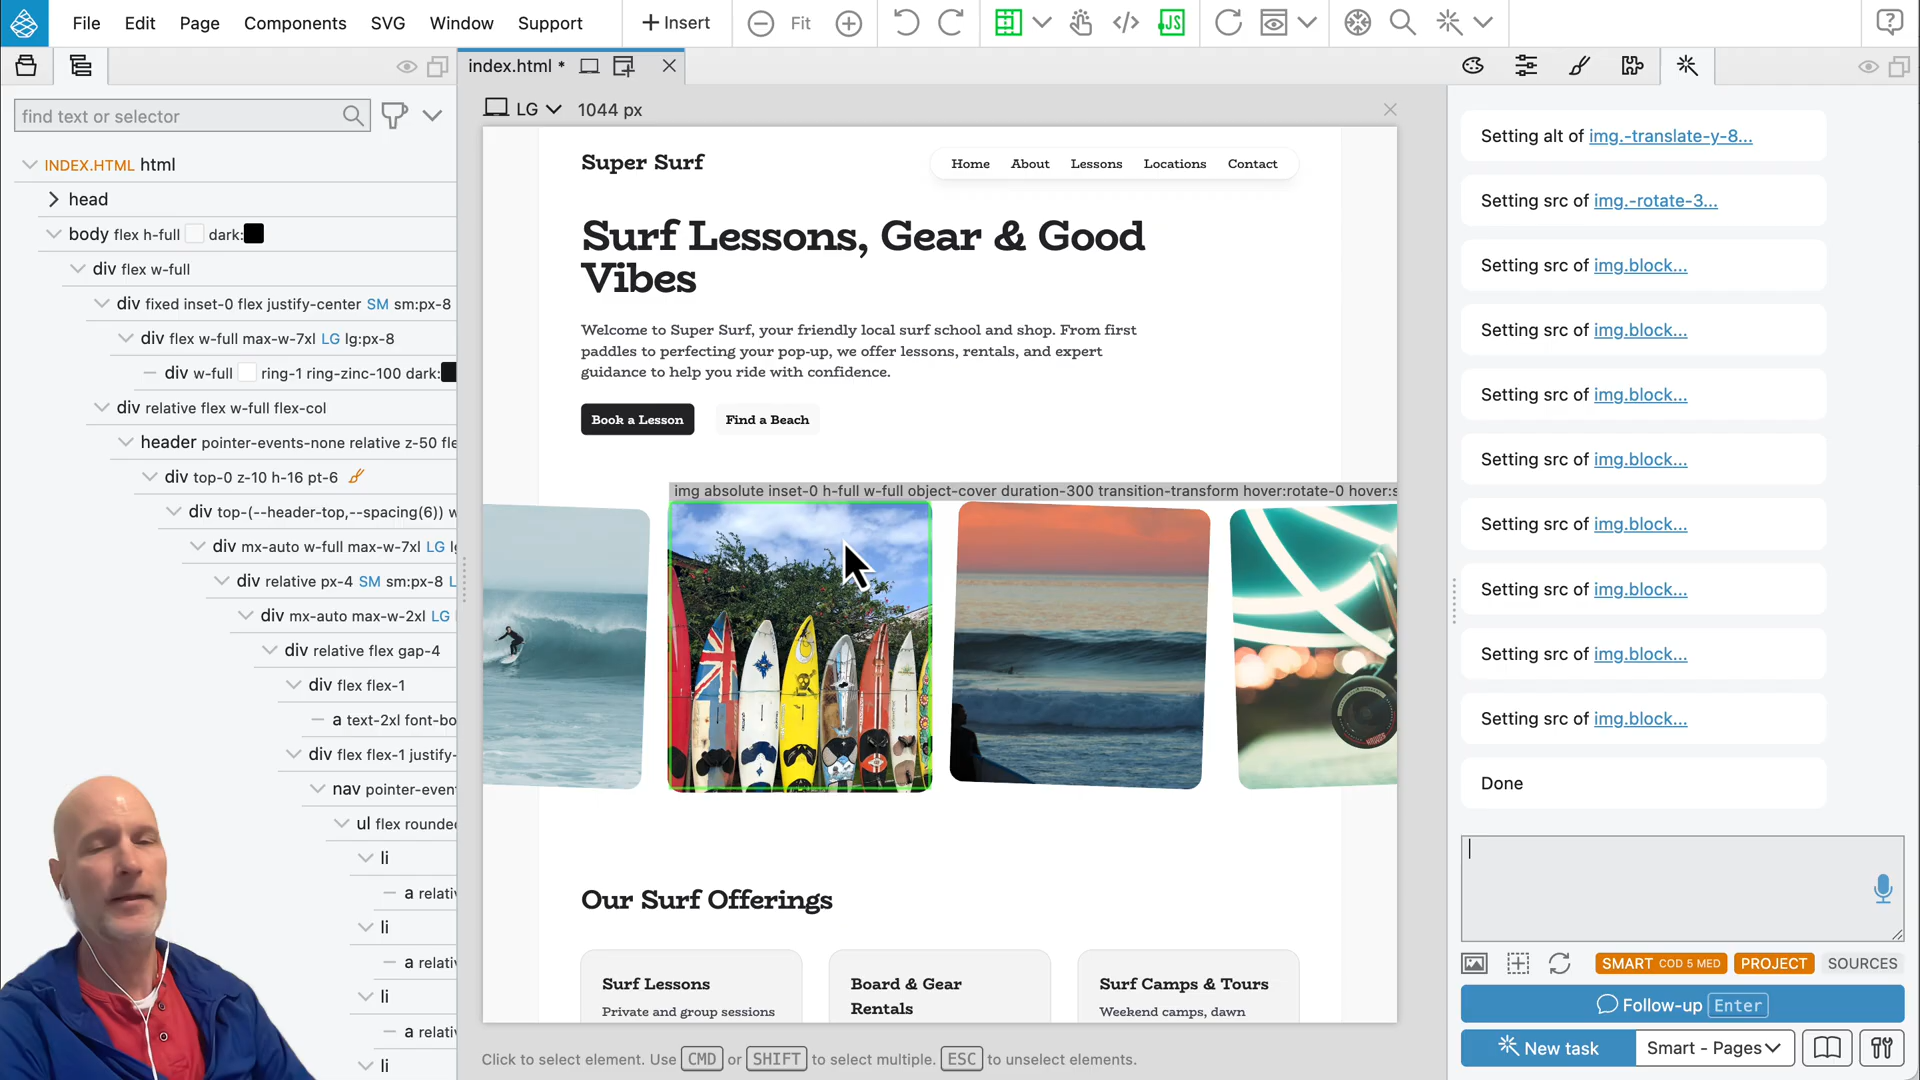 File Edit Page Components SVG Window Support
Insert
Fit
JS
index.html *
find text or selector
LG 1044 px
INDEX.HTML html
head
body flex h-full dark:
div flex w-full
div fixed inset-0 flex justify-center SM sm:px-8
div flex w-full max-w-7xl LG lg:px-8
div w-full ring-1 ring-zinc-100 dark:
div relative flex w-full flex-col
header pointer-events-none relative z-50 fle
div top-0 z-10 h-16 pt-6
div top-(--header-top,--spacing(6)) w
div mx-auto w-full max-w-7xl LG lg
div relative px-4 SM sm:px-8 L
div mx-auto max-w-2xl LG
div relative flex gap-4
div flex flex-1
a text-2xl font-bo
div flex flex-1 justify-
nav pointer-even
ul flex rounde
li
a relativ
li
a relativ
li
a relativ
li
Super Surf
Home About Lessons Locations Contact
Surf Lessons, Gear & Good
Vibes
Welcome to Super Surf, your friendly local surf school and shop. From first
paddles to perfecting your pop-up, we offer lessons, rentals, and expert
guidance to help you ride with confidence.
Book a Lesson Find a Beach
img absolute inset-0 h-full w-full object-cover duration-300 transition-transform hover:rotate-0 hover:s
Our Surf Offerings
Surf Lessons
Private and group sessions
Board & Gear
Rentals
Surf Camps & Tours
Weekend camps, dawn
Click to select element. Use CMD or SHIFT to select multiple. ESC to unselect elements.
Setting alt of img.-translate-y-8...
Setting src of img.-rotate-3...
Setting src of img.block...
Setting src of img.block...
Setting src of img.block...
Setting src of img.block...
Setting src of img.block...
Setting src of img.block...
Setting src of img.block...
Setting src of img.block...
Done
SMART COD 5 MED PROJECT SOURCES
Follow-up Enter
New task Smart - Pages